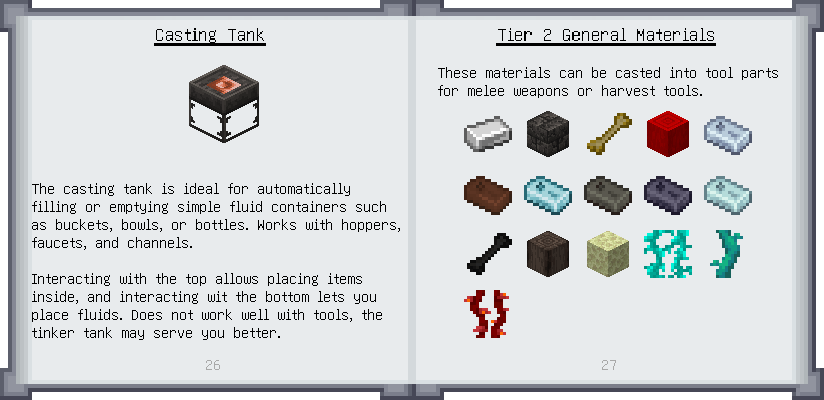 Casting Tank
The casting tank is ideal for automatically
filling or emptying simple fluid containers such
as buckets, bowls, or bottles. Works with hoppers,
faucets, and channels.
Interacting with the top allows placing items
inside, and interacting wit the bottom lets you
place fluids. Does not work well with tools, the
tinker tank may serve you better.
26
Tier 2 General Materials
These materials can be casted into tool parts
for melee weapons or harvest tools.
27